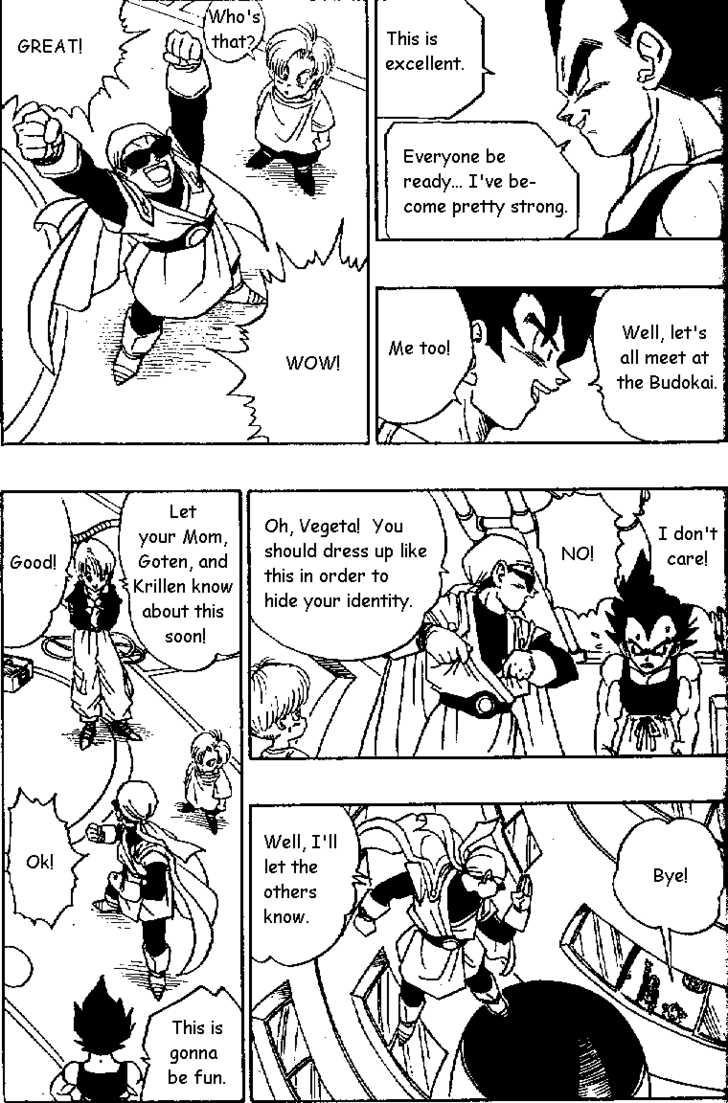 GREAT!
Who's
that?
WOW!
This is
excellent.
Everyone be
ready... I've be-
come pretty strong.
Me too!
Well, let's
all meet at
the Budokai.
Good!
Let
your Mom,
Goten, and
Krillen know
about this
soon!
Ok!
This is
gonna
be fun.
Oh, Vegeta! You
should dress up like
this in order to
hide your identity.
NO!
I don't
care!
Well, I'll
let the
others
know.
Bye!